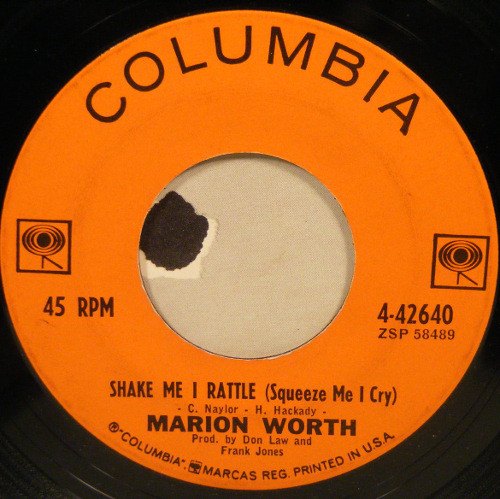 COLUMBIA
45 RPM
4-42640
ZSP 58489
SHAKE ME I RATTLE (Squeeze Me I Cry)
- C. Naylor - H. Hackady -
MARION WORTH
Prod. by Don Law and
Frank Jones
®"COLUMBIA", MARCAS REG. PRINTED IN U.S.A.